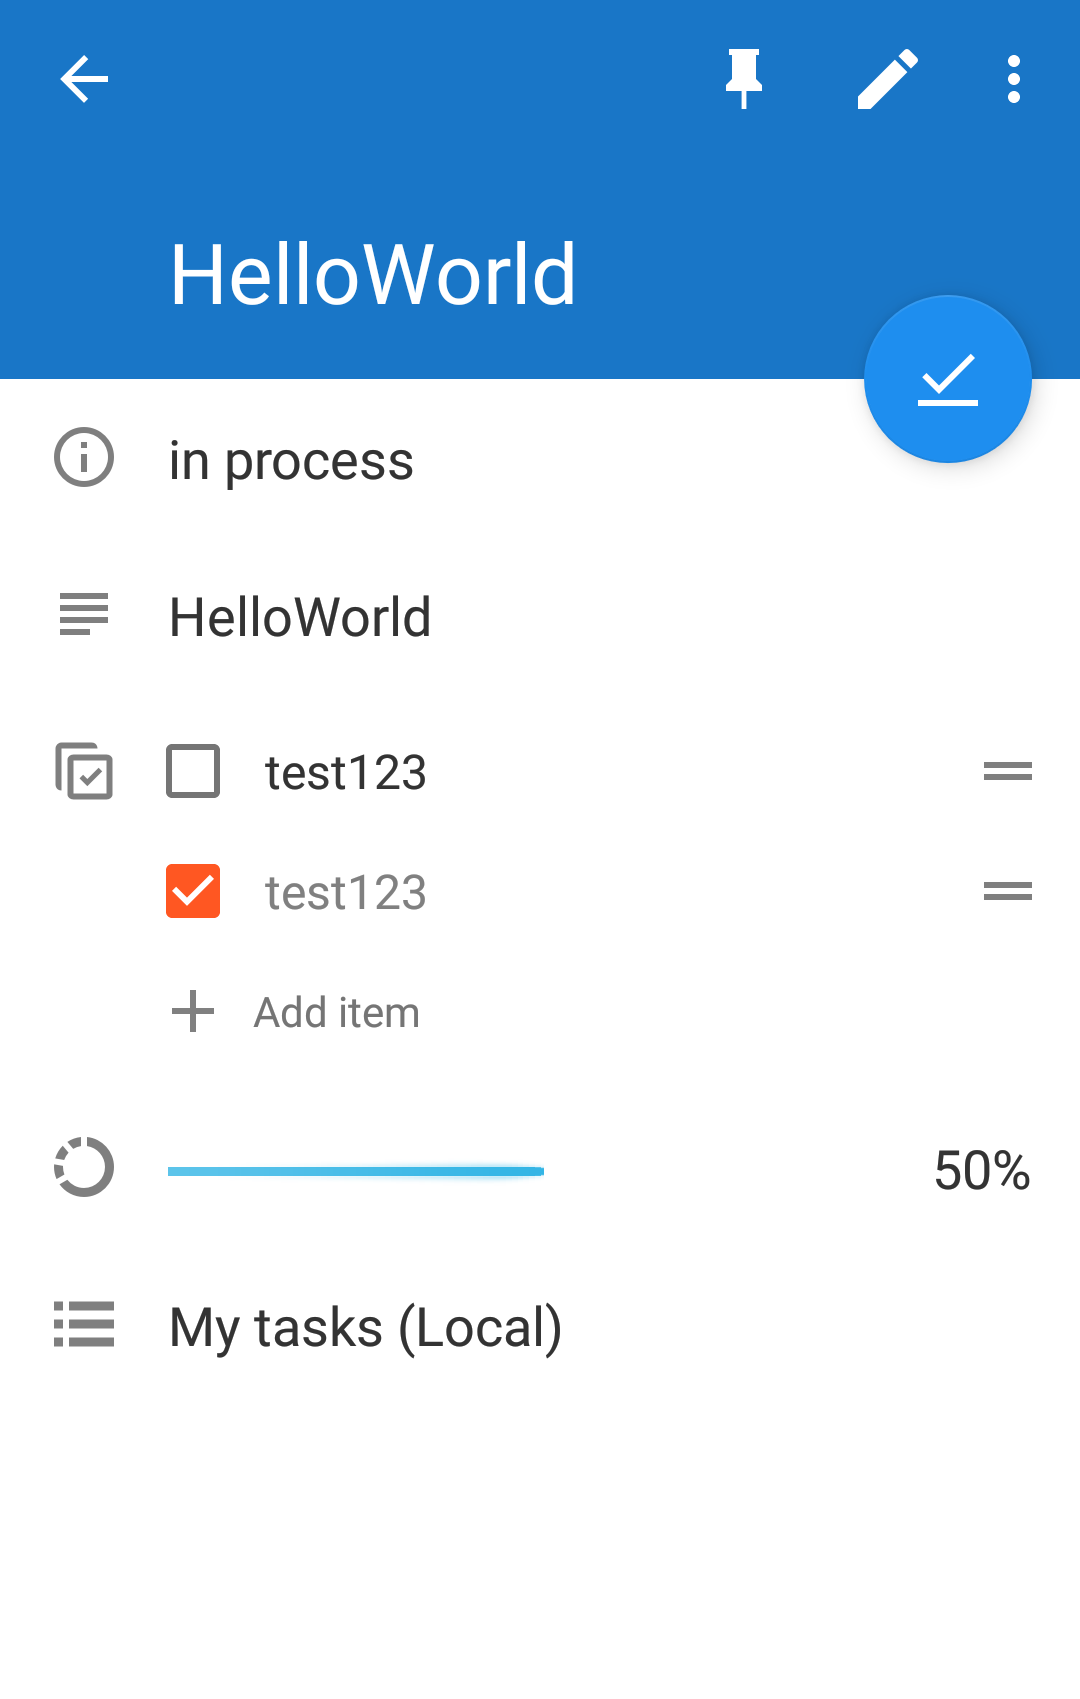 HelloWorld
in process
HelloWorld
test123
test123
Add item
50%
My tasks (Local)